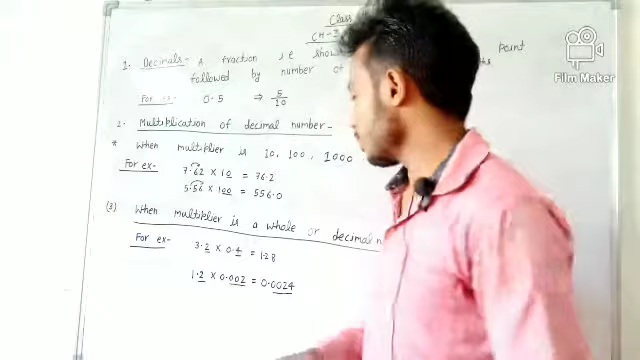 Class
CH-3
1. Decimals - A fraction is show point
followed by number of
For ex- 0.5 ⇒ 5/10
2. Multiplication of decimal number -
* When multiplier is 10, 100, 1000
For ex- 7.62 × 10 = 76.2
5.56 × 100 = 556.0
(3) When multiplier is a whole or decimal n
For ex- 3.2 × 0.4 = 1.28
1.2 × 0.002 = 0.0024
Film Maker